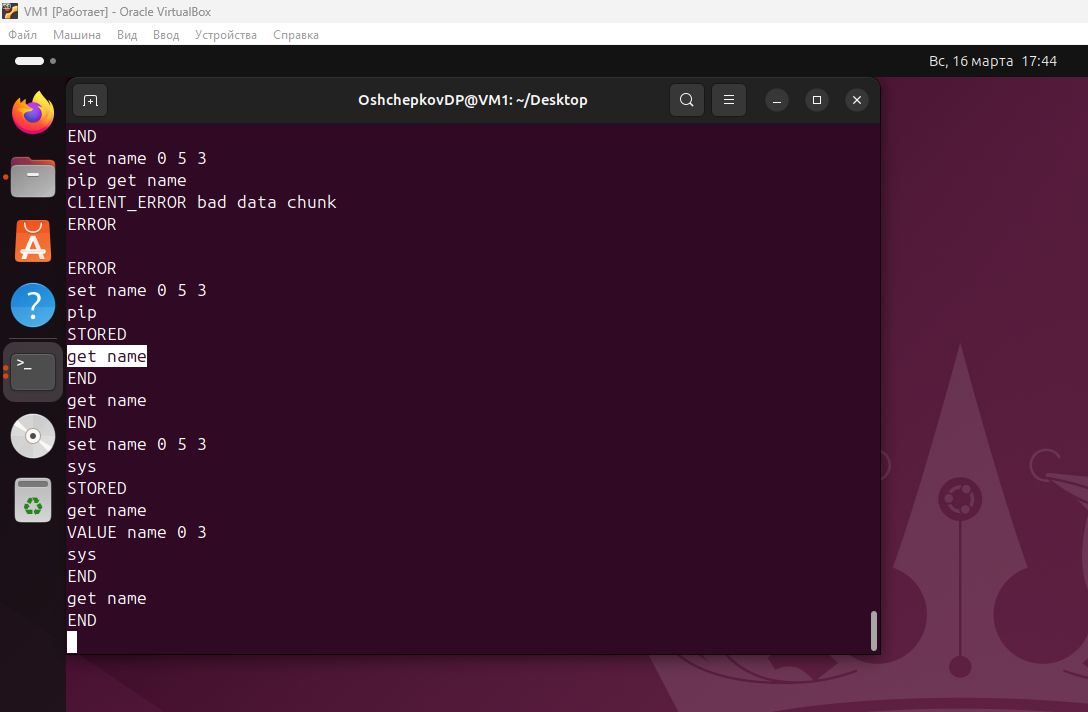 VM1 [Работает] - Oracle VirtualBox
Файл Машина Вид Ввод Устройства Справка
Вс, 16 марта 17:44
OshchepkovDP@VM1: ~/Desktop
END
set name 0 5 3
pip get name
CLIENT_ERROR bad data chunk
ERROR
ERROR
set name 0 5 3
pip
STORED
get name
END
get name
END
set name 0 5 3
sys
STORED
get name
VALUE name 0 3
sys
END
get name
END